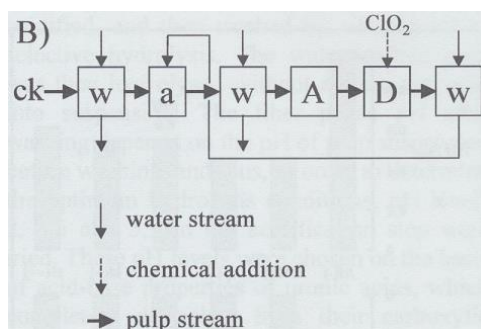 B)
ClO₂
ck w a w A D w
water stream
chemical addition
pulp stream